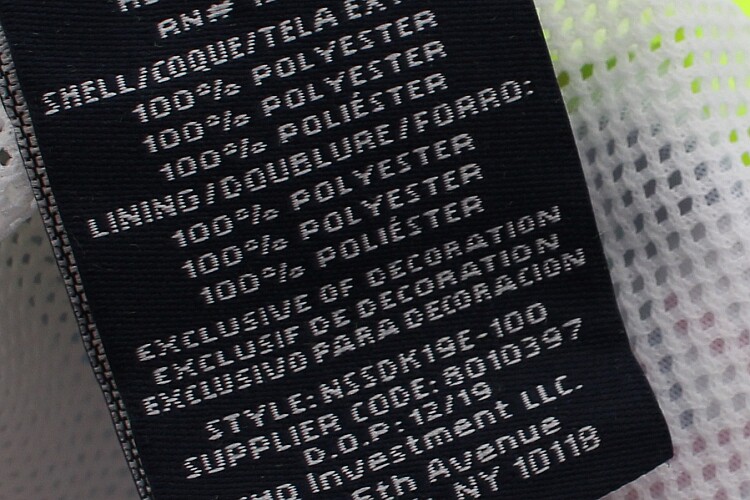 SHELL/COQUE/TELA
100% POLYESTER
100% POLYESTER
100% POLIÉSTER
LINING/DOUBLURE/FORRO:
100% POLYESTER
100% POLYESTER
100% POLIÉSTER
EXCLUSIVE OF DECORATION
EXCLUSIF DE DECORATION
EXCLUSIVO PARA DECORACION
STYLE: NSSDK19E-100
SUPPLIER CODE: 8010397
D.O.P: 12/19
Investment LLC.
5th Avenue
NY 10118